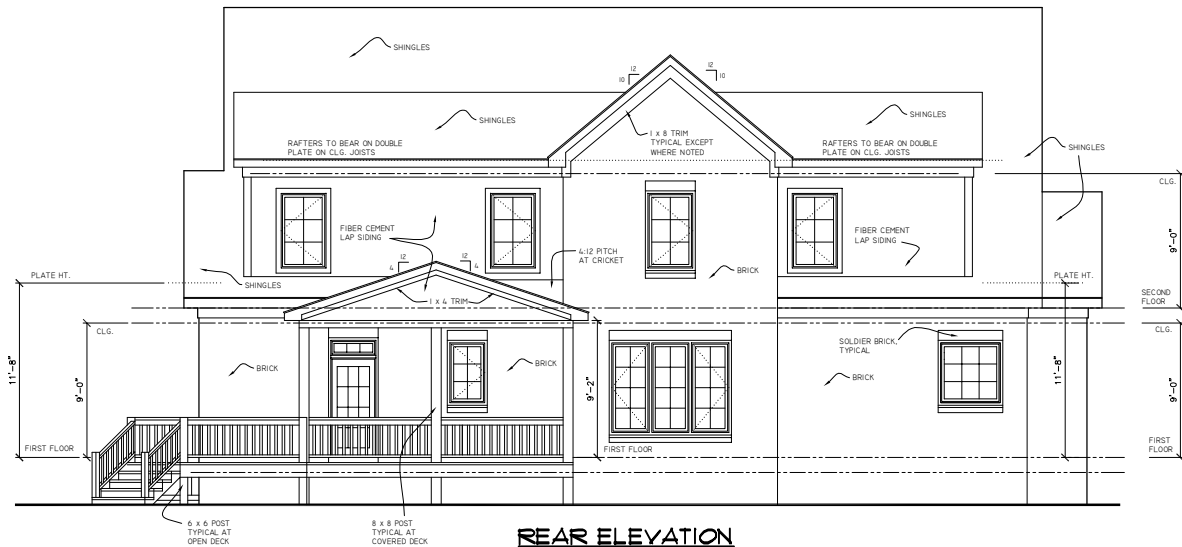 SHINGLES
12
10
12
10
SHINGLES
SHINGLES
1 x 8 TRIM
TYPICAL EXCEPT
WHERE NOTED
RAFTERS TO BEAR ON DOUBLE
PLATE ON CLG. JOISTS
RAFTERS TO BEAR ON DOUBLE
PLATE ON CLG. JOISTS
SHINGLES
CLG.
9'-0"
FIBER CEMENT
LAP SIDING
FIBER CEMENT
LAP SIDING
4:12 PITCH
AT CRICKET
12
4
12
4
BRICK
PLATE HT.
PLATE HT.
SHINGLES
1 x 4 TRIM
SECOND
FLOOR
CLG.
CLG.
SOLDIER BRICK,
TYPICAL
11'-8"
9'-0"
BRICK
BRICK
9'-2"
BRICK
11'-8"
9'-0"
FIRST FLOOR
FIRST FLOOR
FIRST
FLOOR
6 x 6 POST
TYPICAL AT
OPEN DECK
8 x 8 POST
TYPICAL AT
COVERED DECK
REAR ELEVATION